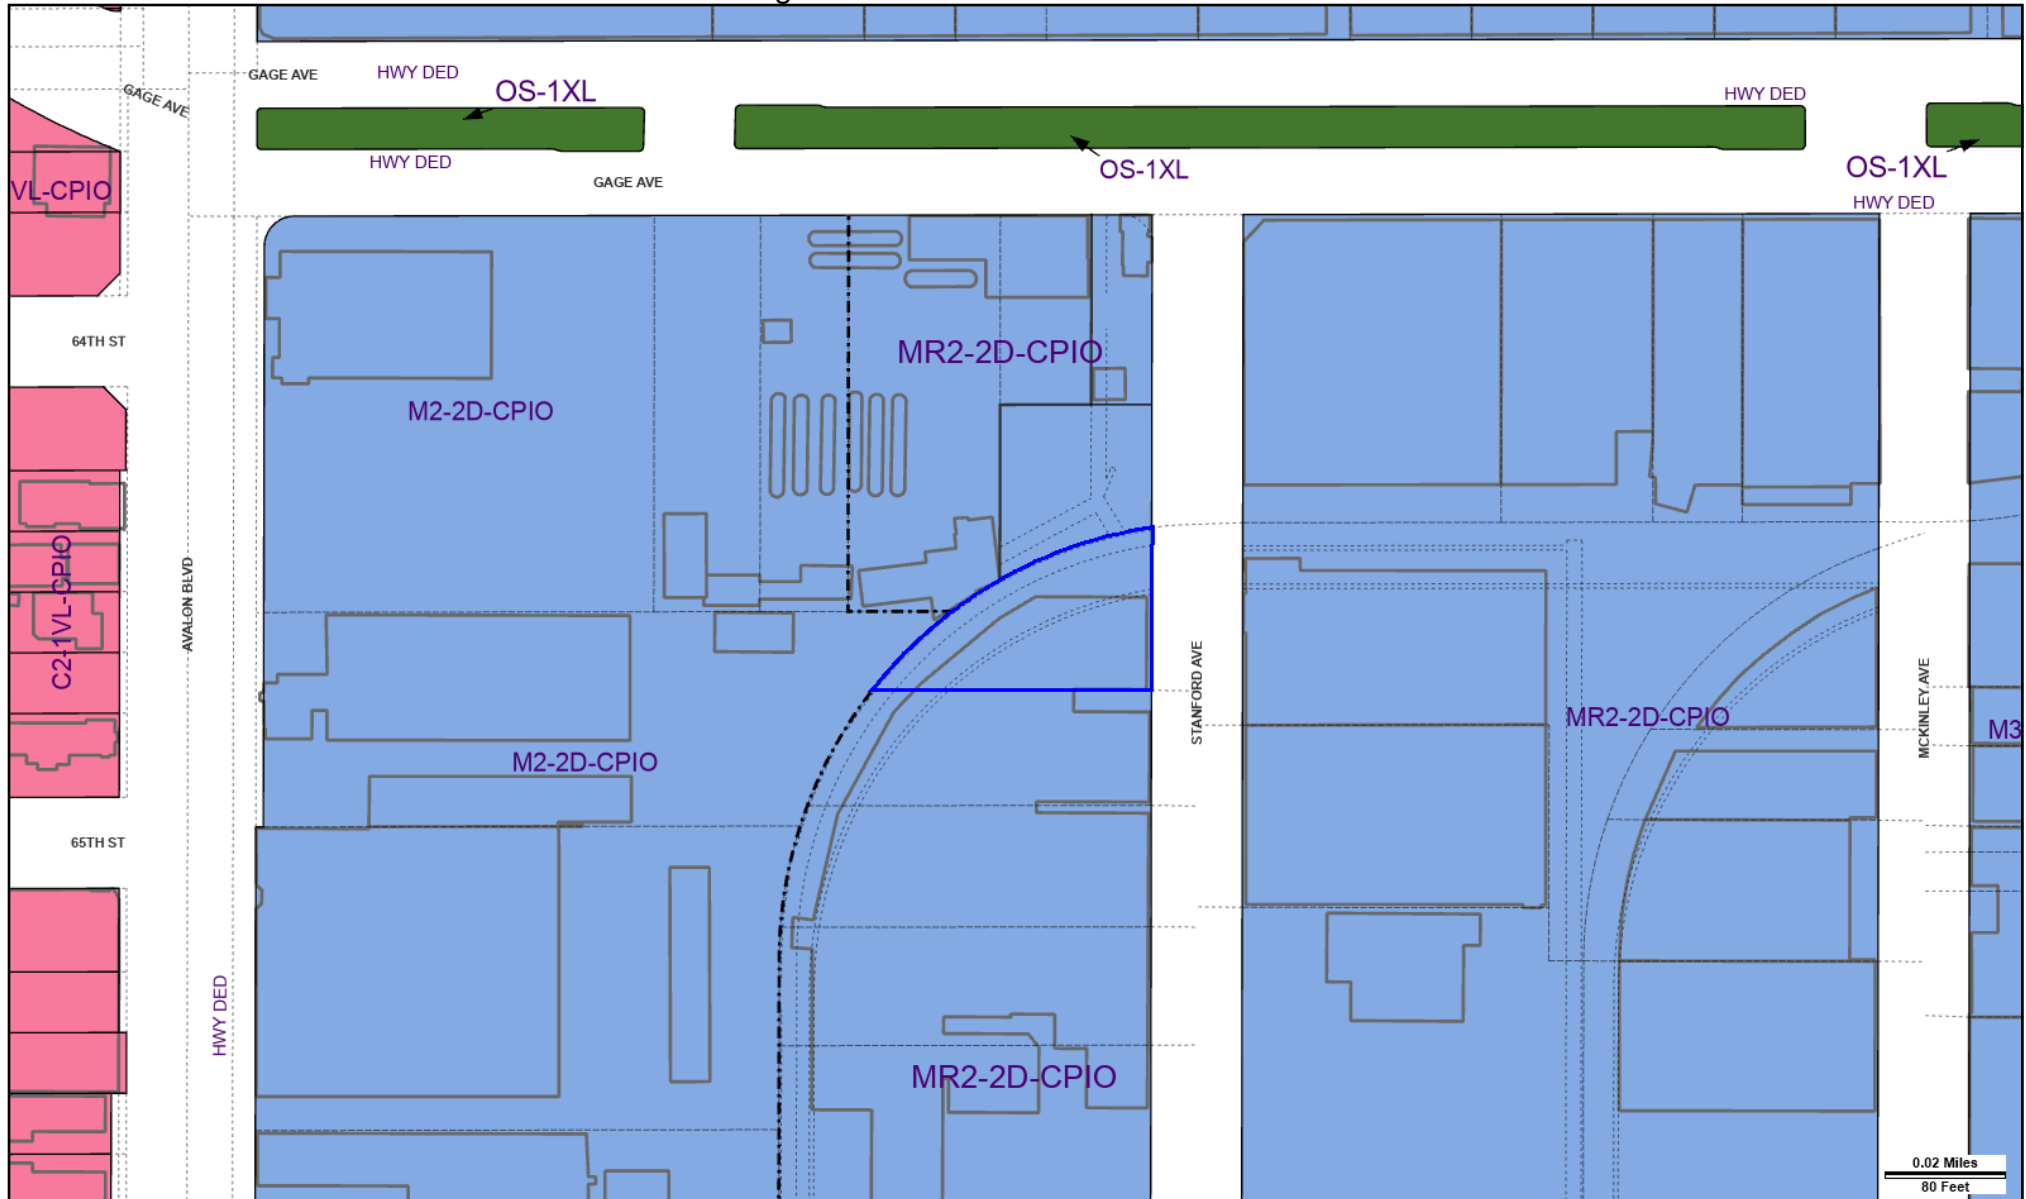 GAGE AVE
HWY DED
OS-1XL
HWY DED
GAGE AVE
HWY DED
GAGE AVE
OS-1XL
OS-1XL
HWY DED
VL-CPIO
64TH ST
MR2-2D-CPIO
M2-2D-CPIO
C2-1VL-CPIO
AVALON BLVD
STANFORD AVE
MCKINLEY AVE
MR2-2D-CPIO
M3
M2-2D-CPIO
65TH ST
HWY DED
MR2-2D-CPIO
0.02 Miles
80 Feet